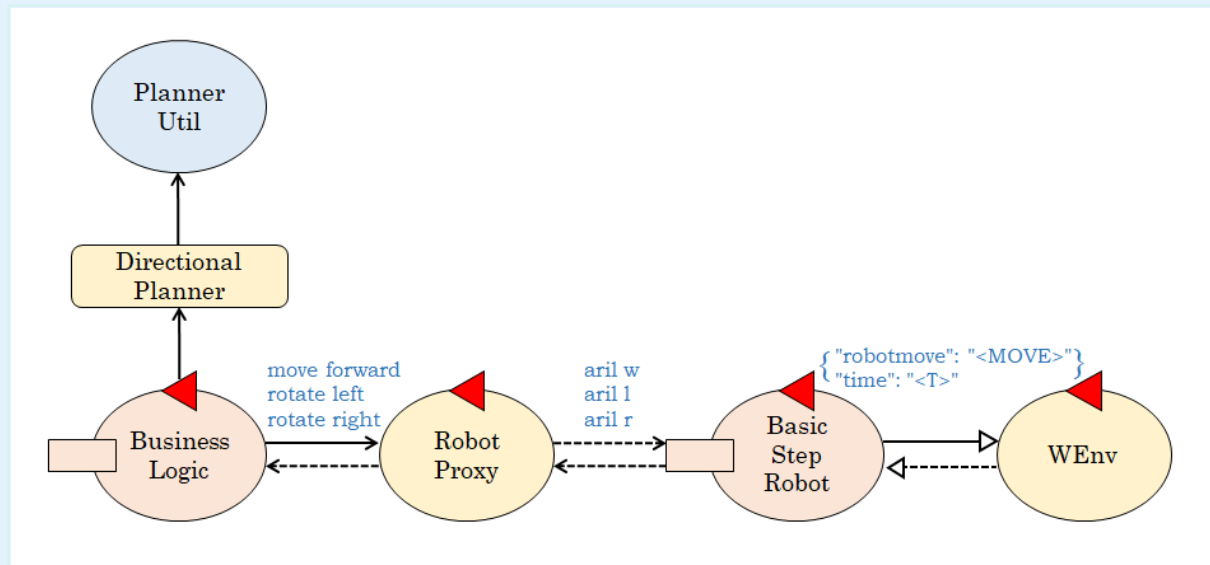 Planner
Util
Directional
Planner
move forward
rotate left
rotate right
aril w
aril l
aril r
{ "robotmove": "<MOVE>" }
"time": "<T>"
Business
Logic
Robot
Proxy
Basic
Step
Robot
WEnv